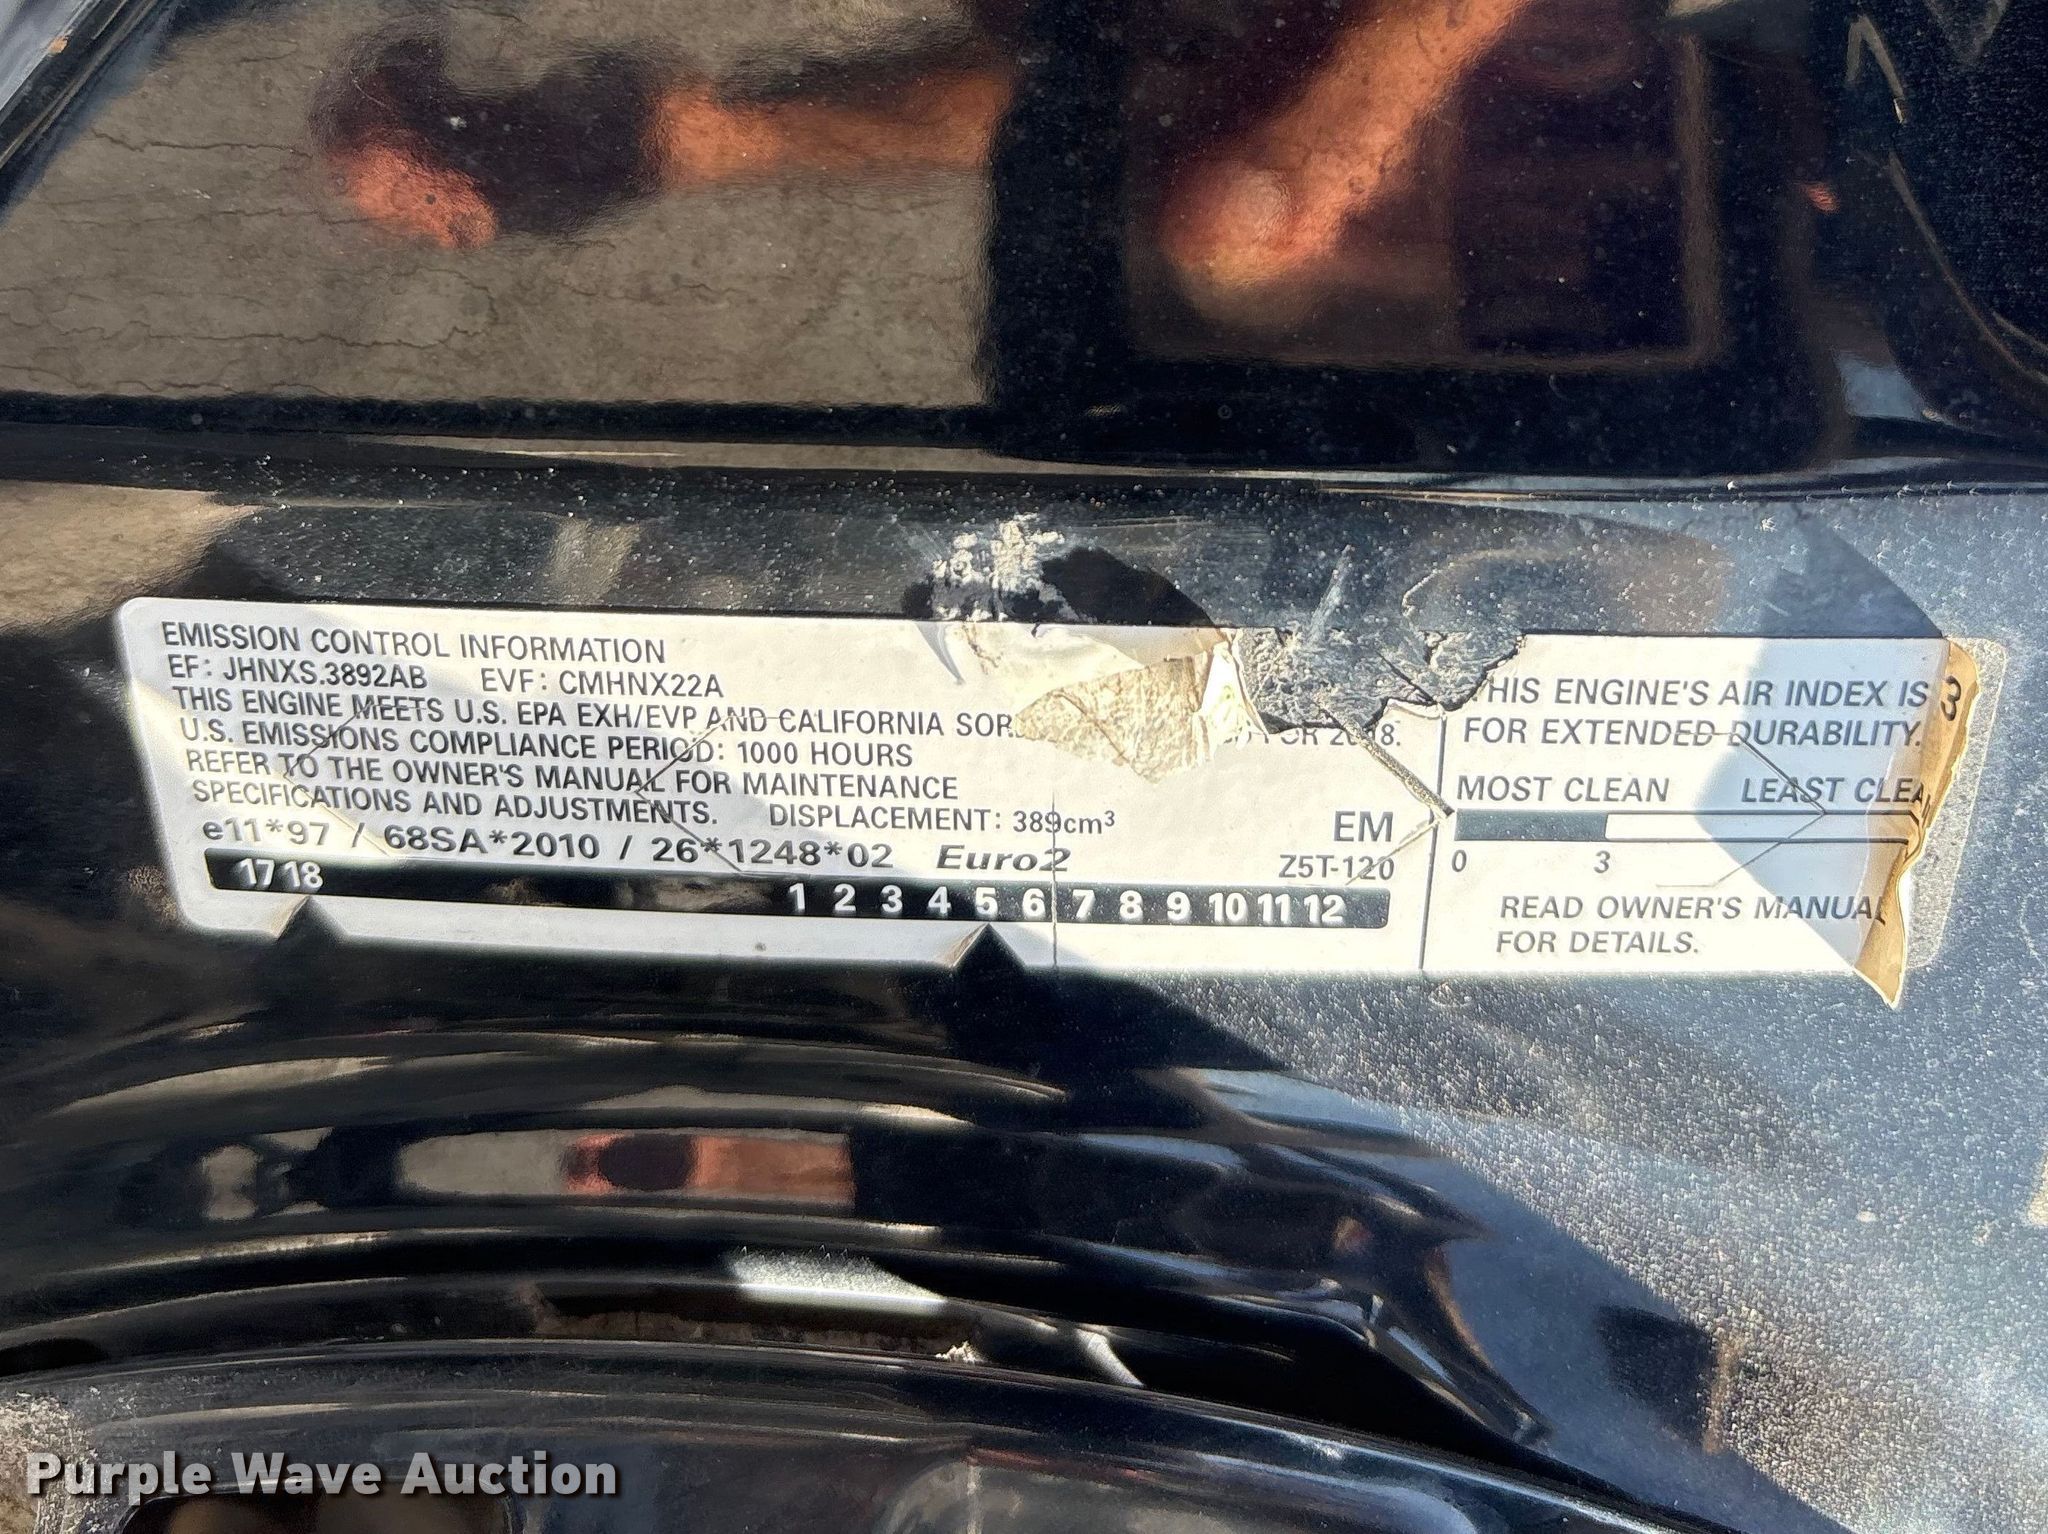 EMISSION CONTROL INFORMATION
EF: JHNXS.3892AB EVF: CMHNX22A
THIS ENGINE MEETS U.S. EPA EXH/EVP AND CALIFORNIA FOR 2018.
U.S. EMISSIONS COMPLIANCE PERIOD: 1000 HOURS
REFER TO THE OWNER'S MANUAL FOR MAINTENANCE
SPECIFICATIONS AND ADJUSTMENTS. DISPLACEMENT: 389cm³
EM
e11*97 / 68SA*2010 / 26*1248*02 Euro2
Z5T-120
17 18 1 2 3 4 5 6 7 8 9 10 11 12
THIS ENGINE'S AIR INDEX IS 3
FOR EXTENDED DURABILITY.
MOST CLEAN LEAST CLEAN
0 3
READ OWNER'S MANUAL
FOR DETAILS.
Purple Wave Auction